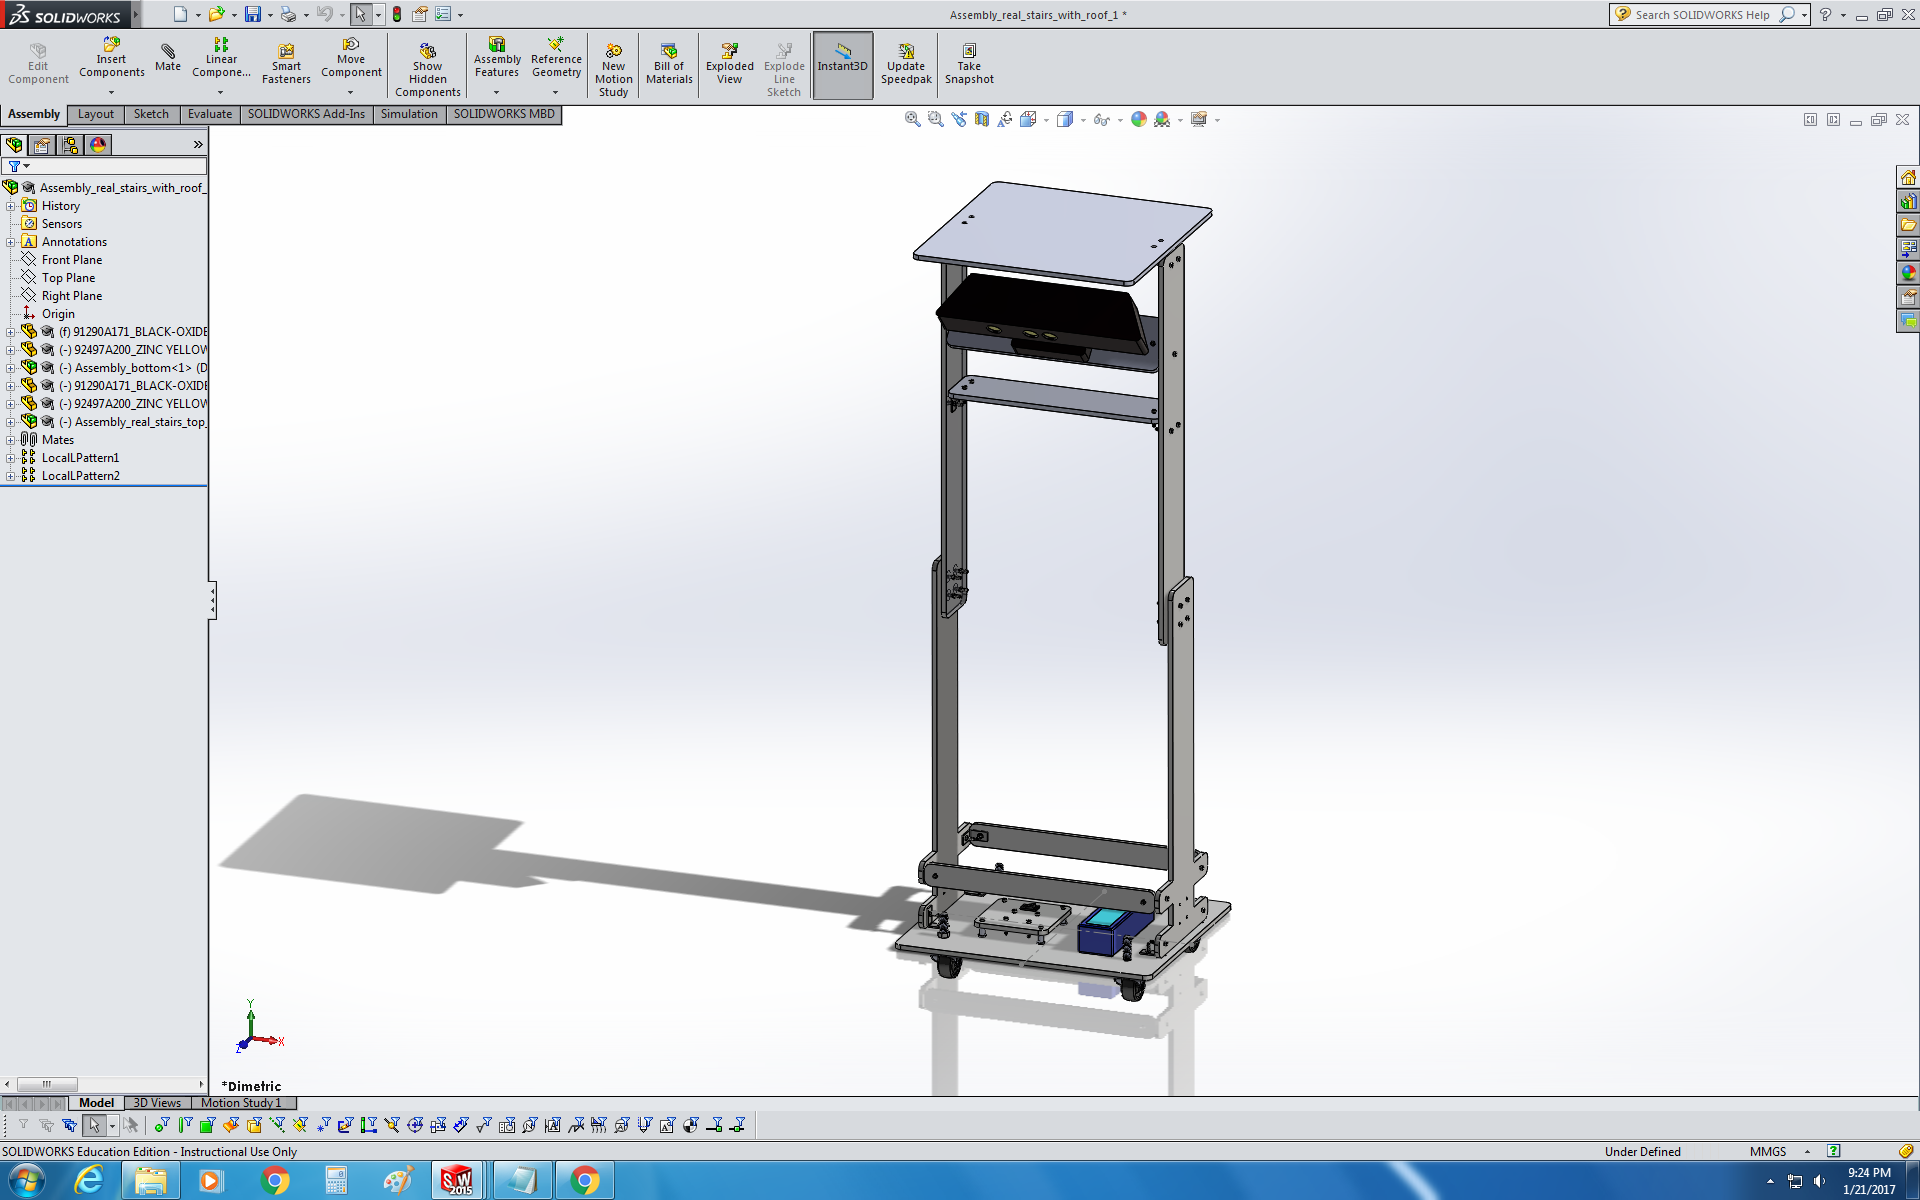 SOLIDWORKS
Assembly_real_stairs_with_roof_1 *
Search SOLIDWORKS Help
Edit Component
Insert Components
Mate
Linear Compone...
Smart Fasteners
Move Component
Show Hidden Components
Assembly Features
Reference Geometry
New Motion Study
Bill of Materials
Exploded View
Explode Line Sketch
Instant3D
Update Speedpak
Take Snapshot
Assembly
Layout
Sketch
Evaluate
SOLIDWORKS Add-Ins
Simulation
SOLIDWORKS MBD
Assembly_real_stairs_with_roof_
History
Sensors
Annotations
Front Plane
Top Plane
Right Plane
Origin
(f) 91290A171_BLACK-OXIDE
(-) 92497A200_ZINC YELLOW
(-) Assembly_bottom<1> (D
(-) 91290A171_BLACK-OXIDE
(-) 92497A200_ZINC YELLOW
(-) Assembly_real_stairs_top_
Mates
LocalLPattern1
LocalLPattern2
Y
X
Z
*Dimetric
Model
3D Views
Motion Study 1
SOLIDWORKS Education Edition - Instructional Use Only
Under Defined
MMGS
SW
2015
9:24 PM
1/21/2017